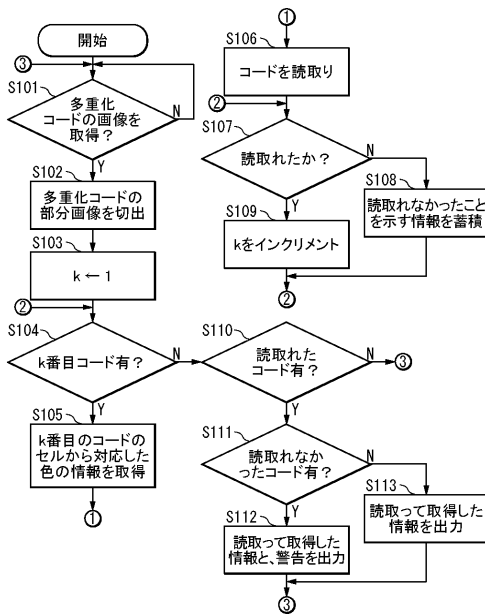 開始
③
S101
多重化
コードの画像を
取得？
N
Y
S102
多重化コードの
部分画像を切出
S103
k ← 1
②
S104
k番目コード有？
N
Y
S105
k番目のコードの
セルから対応した
色の情報を取得
①
①
S106
コードを読取り
②
S107
読取れたか？
N
Y
S108
読取れなかったこと
を示す情報を蓄積
S109
kをインクリメント
②
S110
読取れた
コード有？
N
③
Y
S111
読取れなか
ったコード有？
N
Y
S112
読取って取得した
情報と、警告を出力
S113
読取って取得した
情報を出力
③